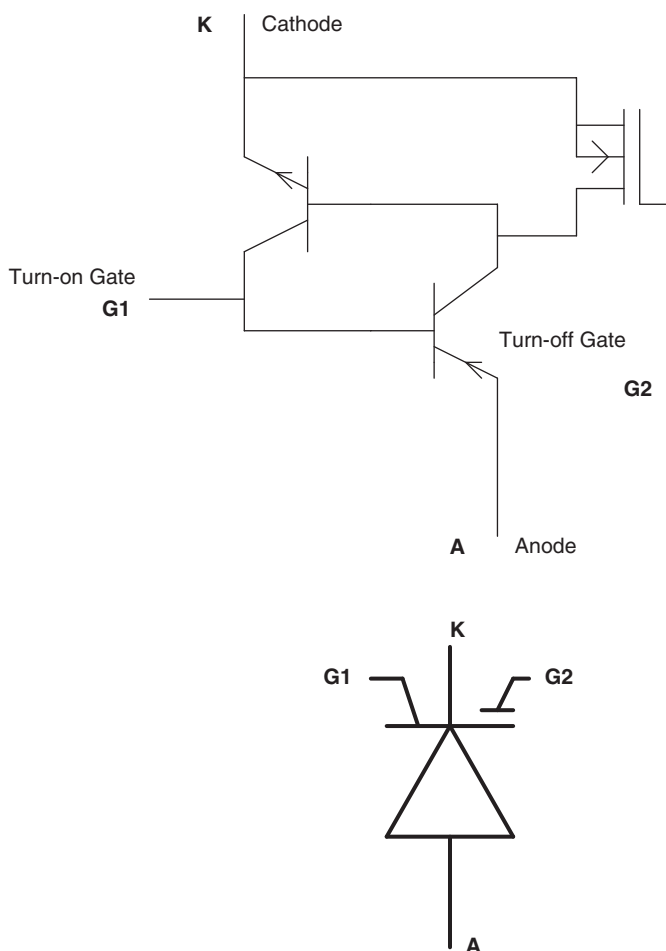 K Cathode
Turn-on Gate
G1
Turn-off Gate
G2
A Anode
K
G1 G2
A